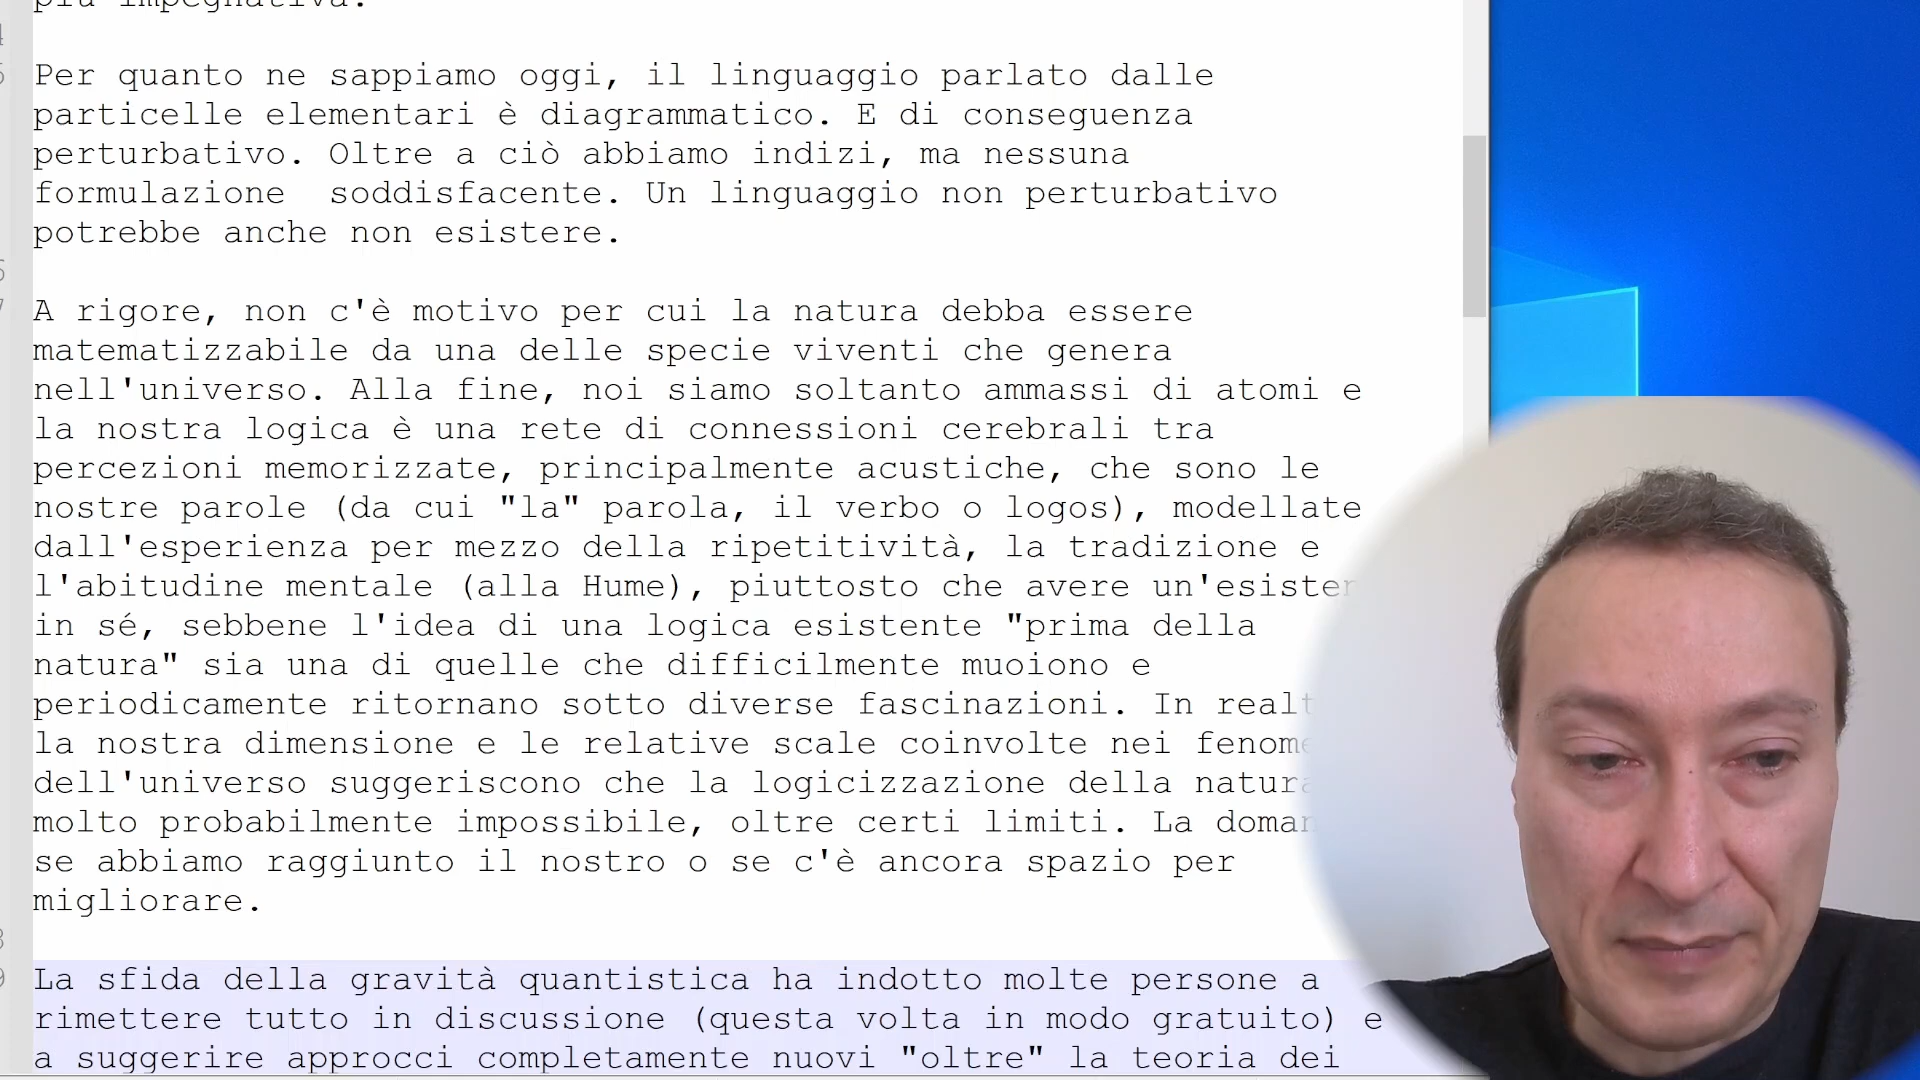 più impegnativa.
Per quanto ne sappiamo oggi, il linguaggio parlato dalle
particelle elementari è diagrammatico. E di conseguenza
perturbativo. Oltre a ciò abbiamo indizi, ma nessuna
formulazione  soddisfacente. Un linguaggio non perturbativo
potrebbe anche non esistere.
A rigore, non c'è motivo per cui la natura debba essere
matematizzabile da una delle specie viventi che genera
nell'universo. Alla fine, noi siamo soltanto ammassi di atomi e
la nostra logica è una rete di connessioni cerebrali tra
percezioni memorizzate, principalmente acustiche, che sono le
nostre parole (da cui "la" parola, il verbo o logos), modellate
dall'esperienza per mezzo della ripetitività, la tradizione e
l'abitudine mentale (alla Hume), piuttosto che avere
in sé, sebbene l'idea di una logica esistente "prima della
natura" sia una di quelle che difficilmente muoiono e
periodicamente ritornano sotto diverse fascinazioni. In
la nostra dimensione e le relative scale coinvolte nei
dell'universo suggeriscono che la logicizzazione della
molto probabilmente impossibile, oltre certi limiti. La
se abbiamo raggiunto il nostro o se c'è ancora spazio per
migliorare.
La sfida della gravità quantistica ha indotto molte persone a
rimettere tutto in discussione (questa volta in modo gratuito) e
a suggerire approcci completamente nuovi "oltre" la teoria dei